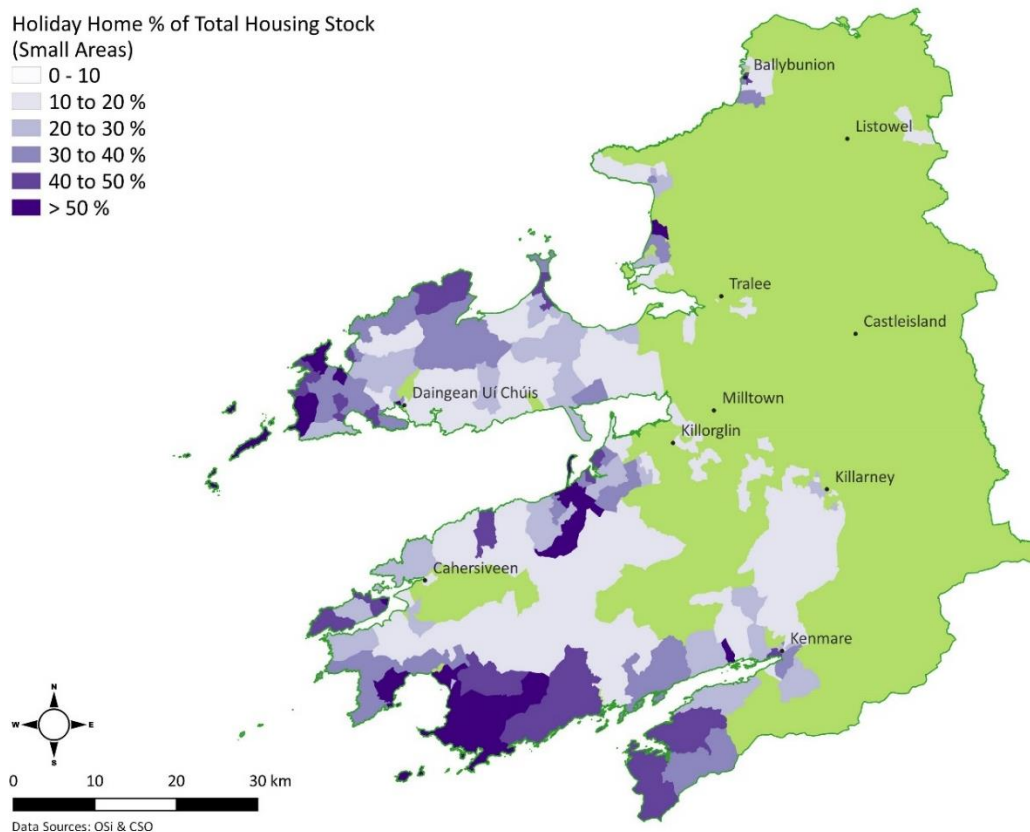 Holiday Home % of Total Housing Stock
(Small Areas)
0 - 10
10 to 20 %
20 to 30 %
30 to 40 %
40 to 50 %
> 50 %
Ballybunion
Listowel
Tralee
Castleisland
Daingean Uí Chúis
Milltown
Killorglin
Killarney
Cahersiveen
Kenmare
N
W E
S
0 10 20 30 km
Data Sources: OSi & CSO